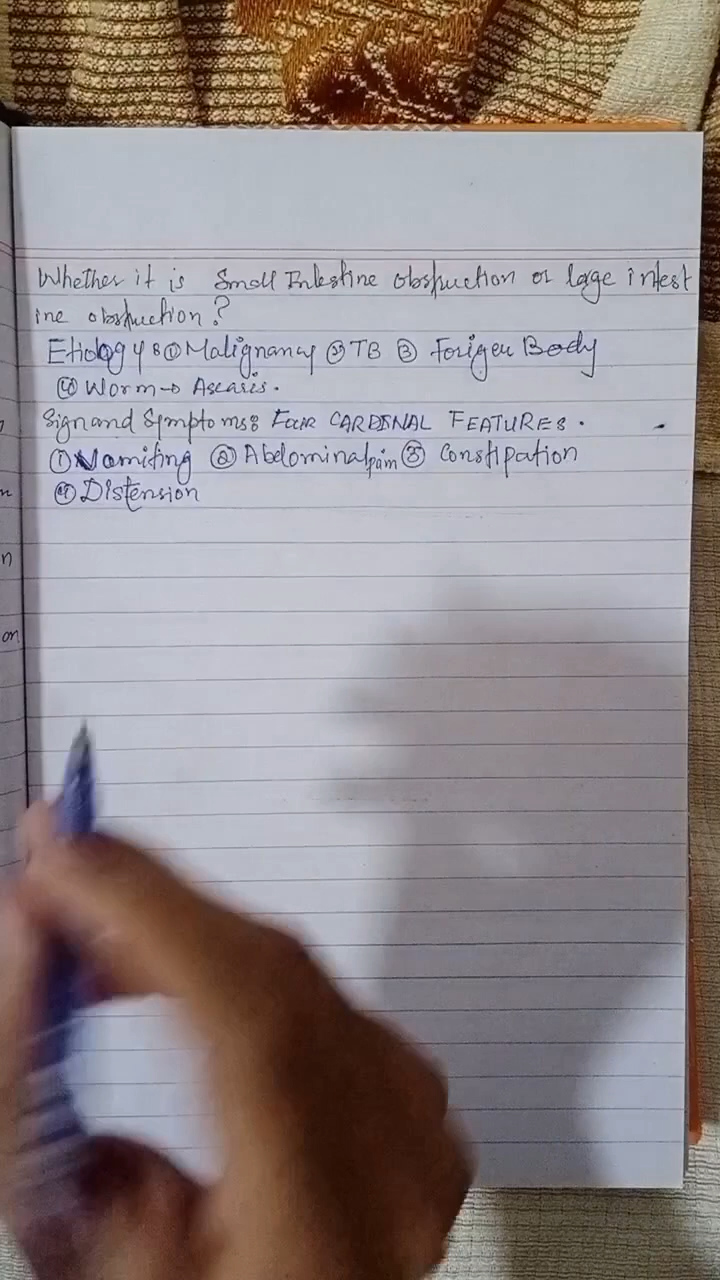 Whether it is Small Intestine obstruction or large intest
ine obstruction?
Etiology: ① Malignancy ② TB ③ Forigen Body
④ Worm → Ascaris.
Sign and Symptoms: FOUR CARDINAL FEATURES.
① Vomiting ② Abdominal pain ③ Constipation
④ Distension
n
on